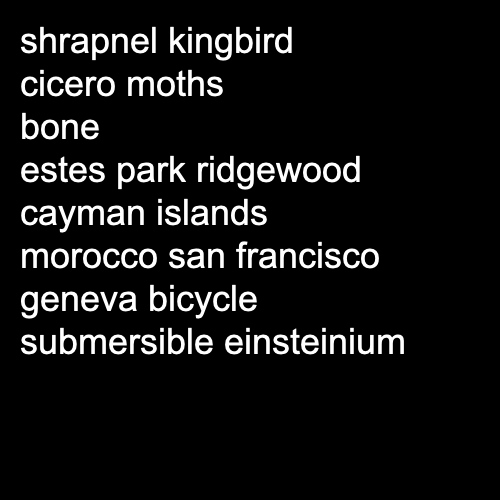 shrapnel kingbird
cicero moths
bone
estes park ridgewood
cayman islands
morocco san francisco
geneva bicycle
submersible einsteinium